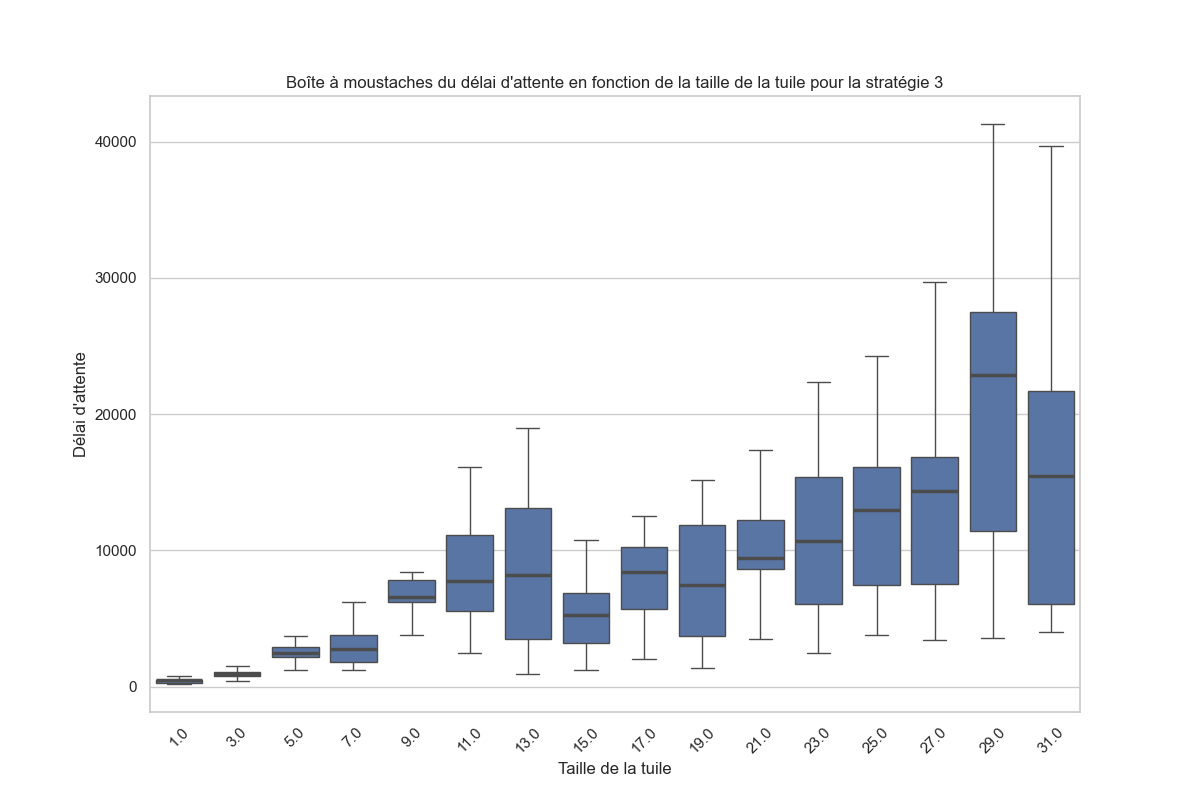 Boîte à moustaches du délai d'attente en fonction de la taille de la tuile pour la stratégie 3
40000
30000
20000
10000
0
Délai d'attente
1.0 3.0 5.0 7.0 9.0 11.0 13.0 15.0 17.0 19.0 21.0 23.0 25.0 27.0 29.0 31.0
Taille de la tuile